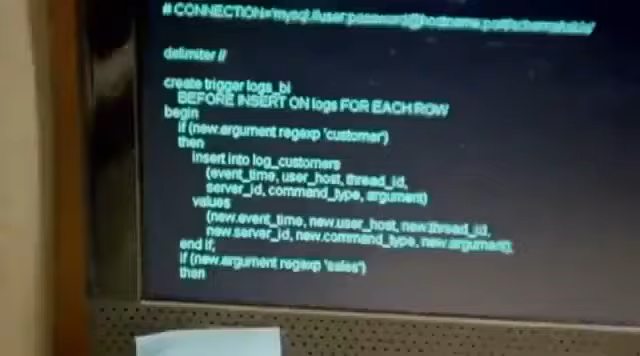 # CONNECTION='mysql://user:password@hostname:port/schema/table'
delimiter //
create trigger logs_bi
BEFORE INSERT ON logs FOR EACH ROW
begin
if (new.argument regexp 'customer')
then
insert into log_customers
(event_time, user_host, thread_id,
server_id, command_type, argument)
values
(new.event_time, new.user_host, new.thread_id,
new.server_id, new.command_type, new.argument);
end if;
if (new.argument regexp 'sales')
then